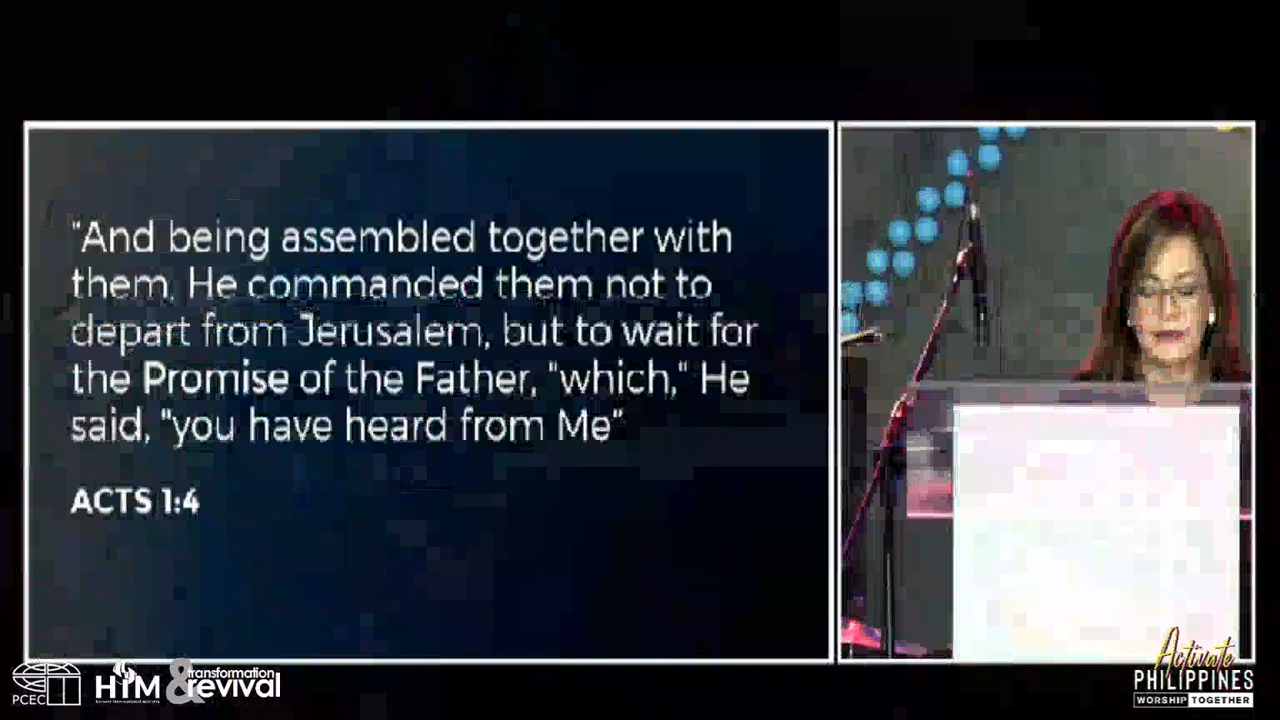 "And being assembled together with
them, He commanded them not to
depart from Jerusalem, but to wait for
the Promise of the Father, "which," He
said, "you have heard from Me"
ACTS 1:4
PCEC
HIM
&
transformation
revival
Activate
PHILIPPINES
WORSHIP TOGETHER